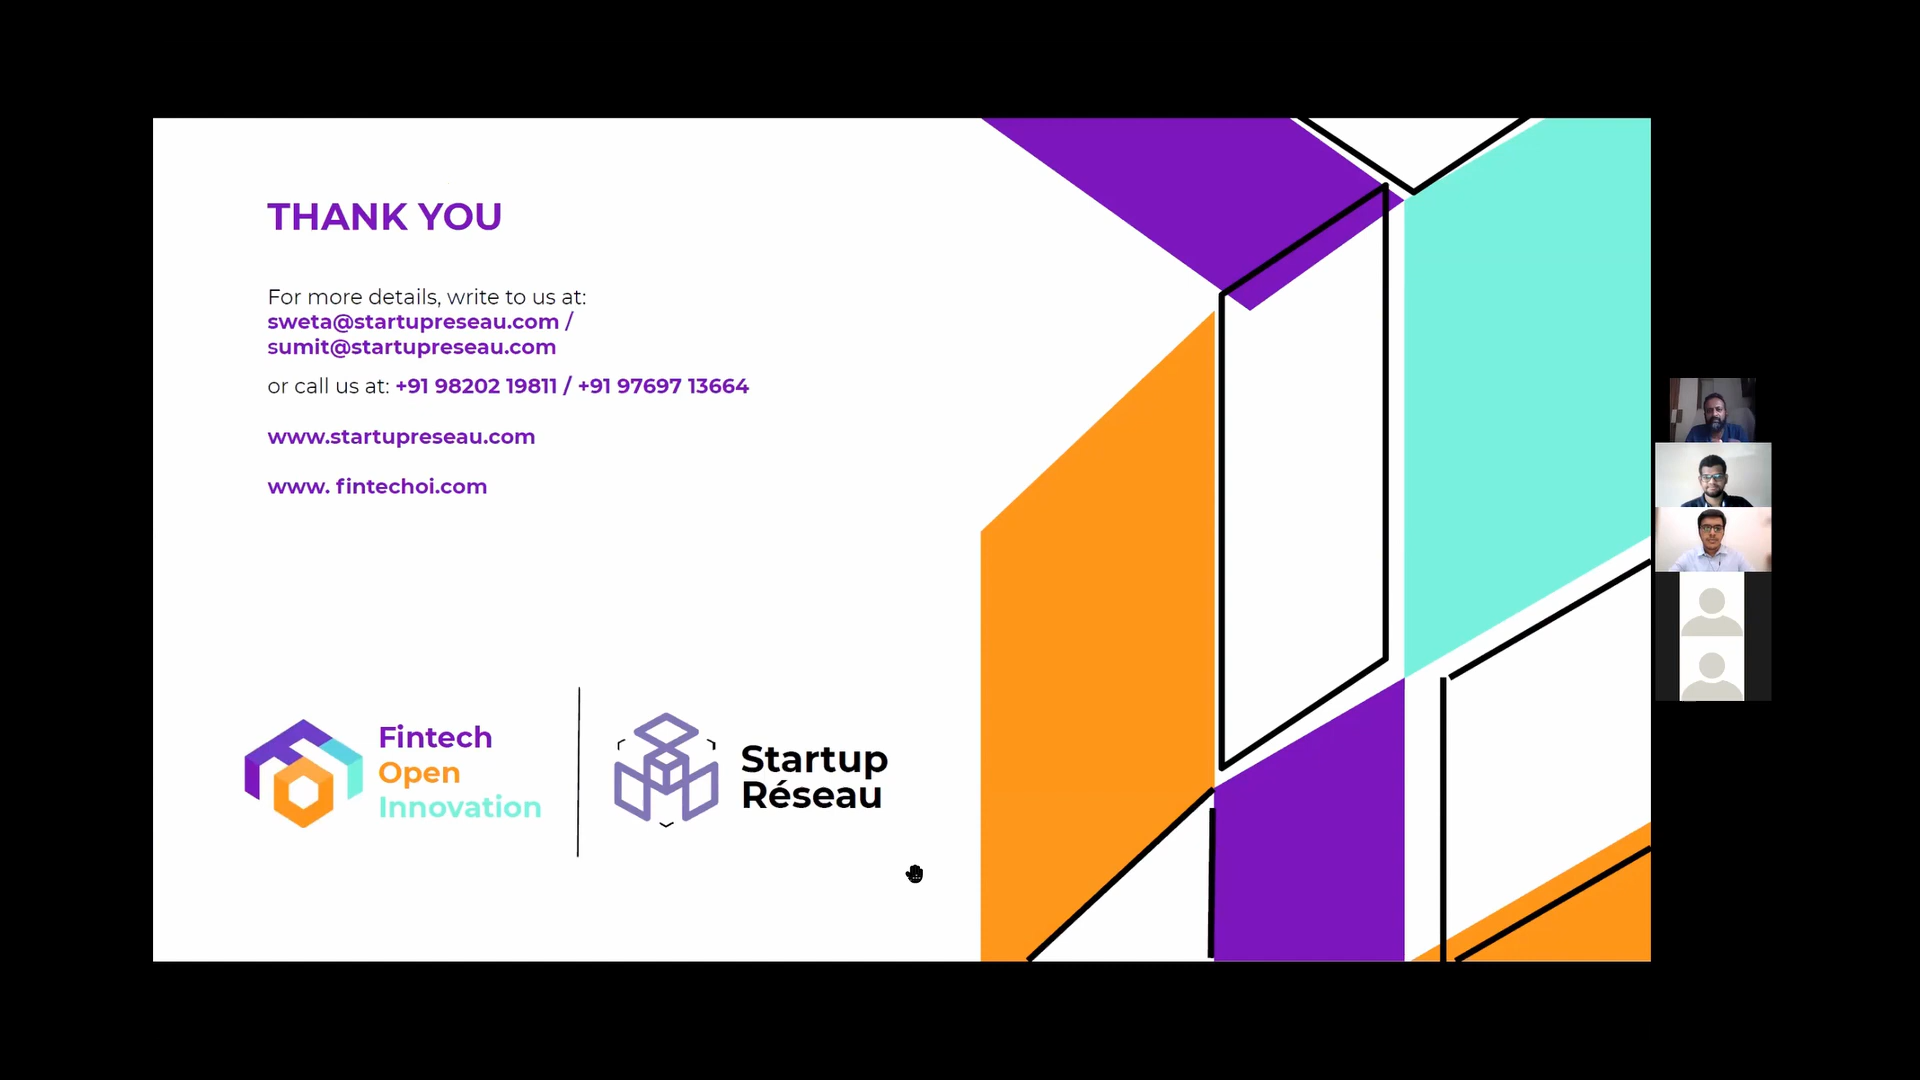 THANK YOU
For more details, write to us at:
sweta@startupreseau.com /
sumit@startupreseau.com
or call us at: +91 98202 19811 / +91 97697 13664
www.startupreseau.com
www. fintechoi.com
Fintech
Open
Innovation
Startup
Réseau